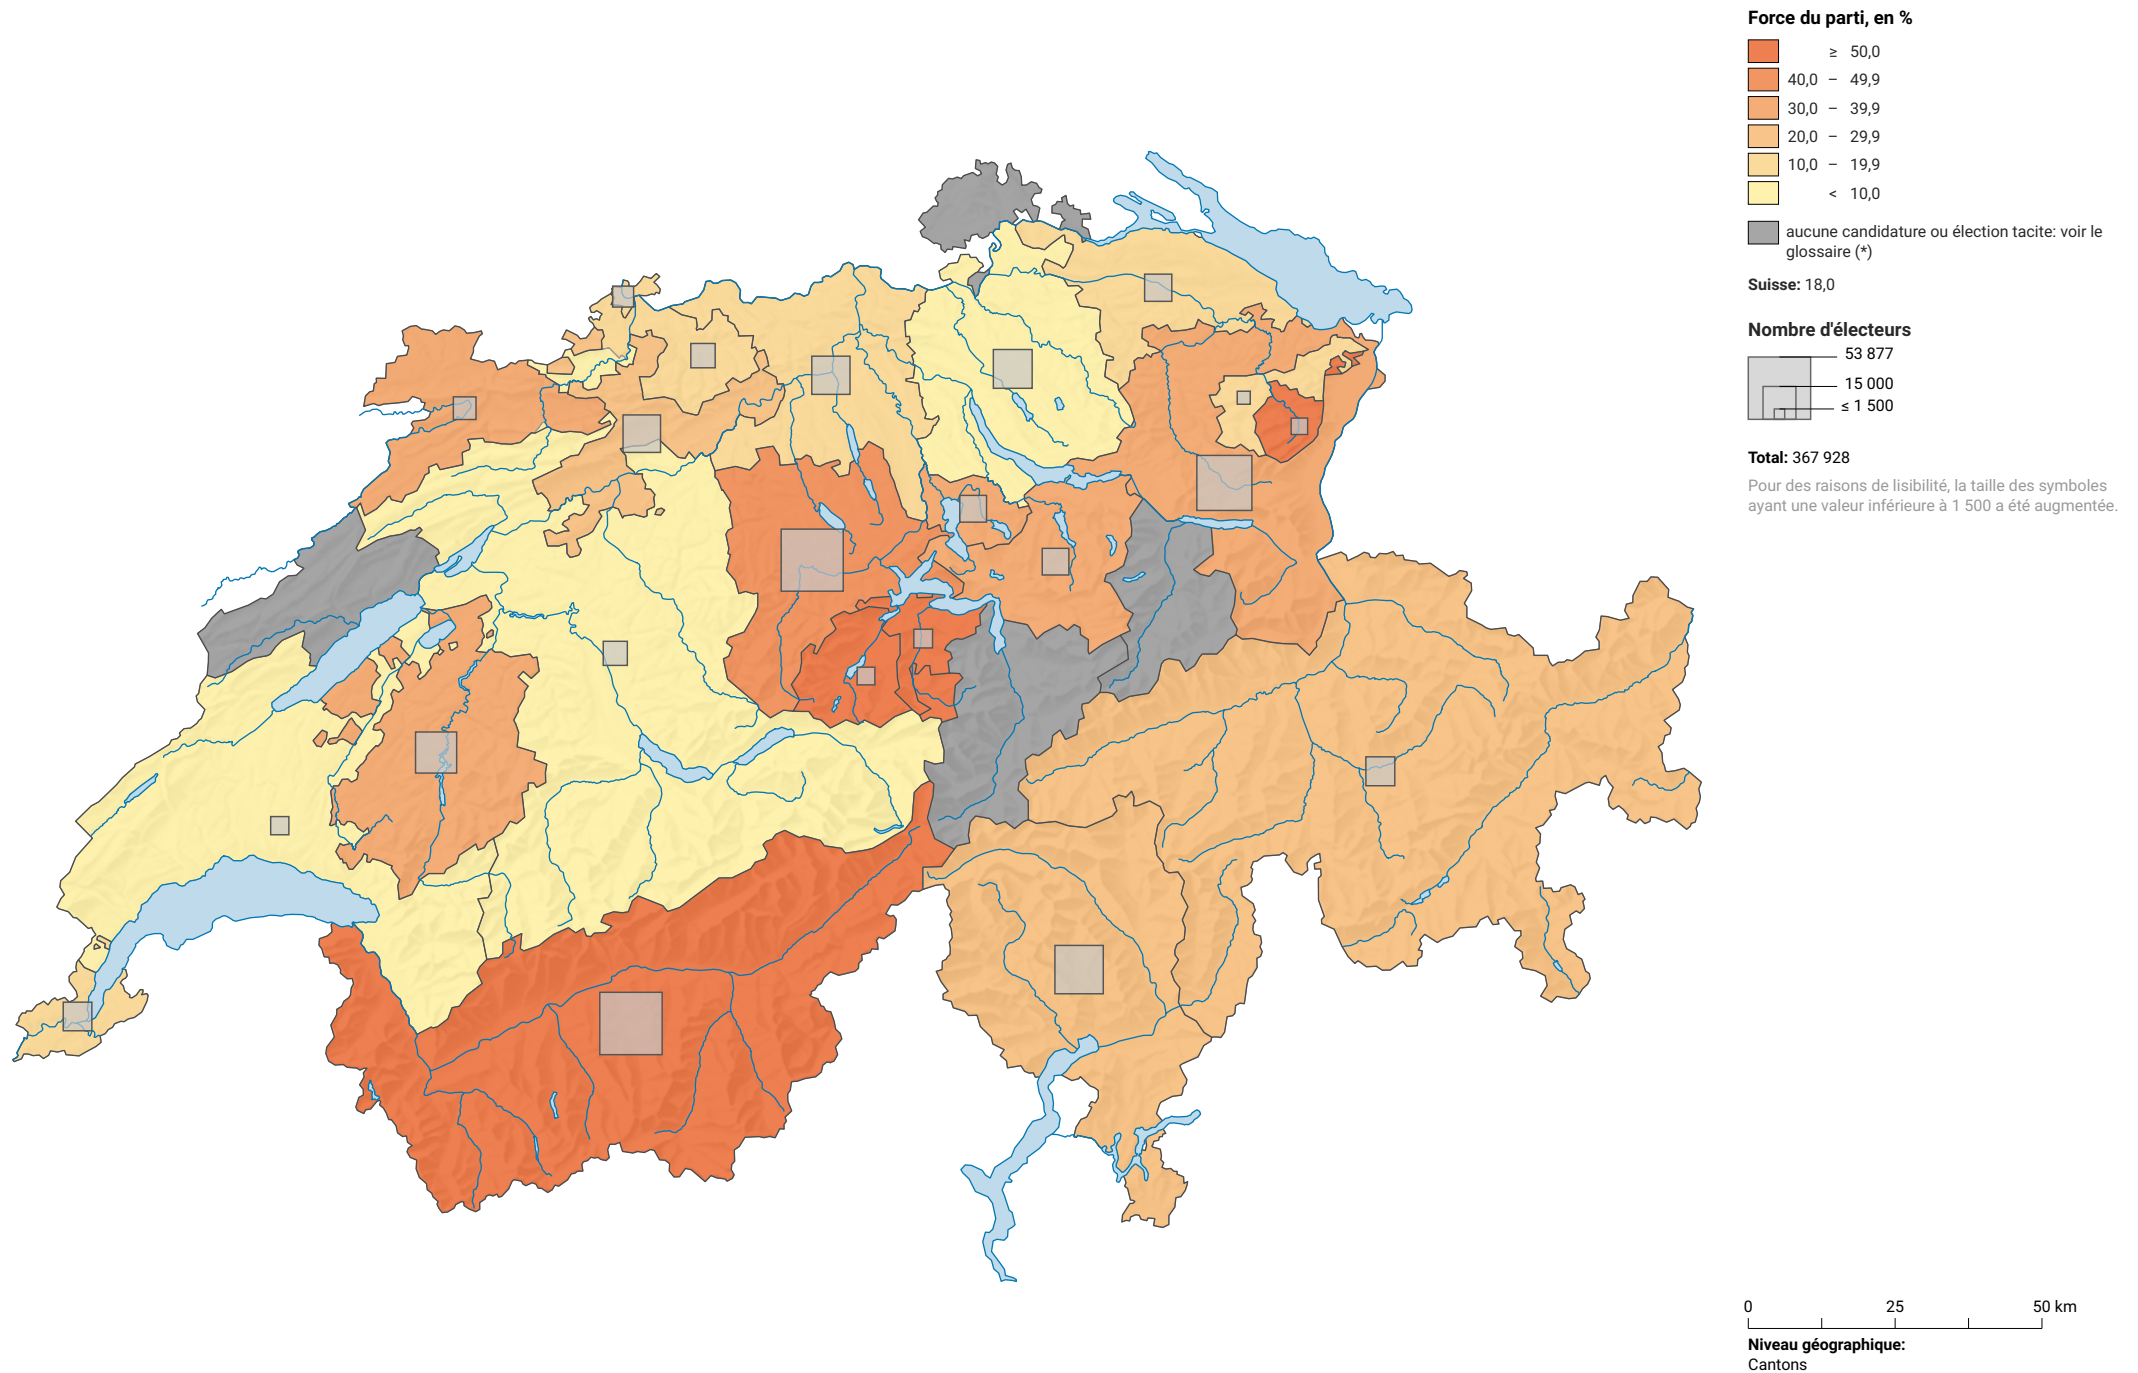 Force du parti, en %
≥ 50,0
40,0 – 49,9
30,0 – 39,9
20,0 – 29,9
10,0 – 19,9
< 10,0
aucune candidature ou élection tacite: voir le
glossaire (*)
Suisse: 18,0
Nombre d'électeurs
53 877
15 000
≤ 1 500
Total: 367 928
Pour des raisons de lisibilité, la taille des symboles
ayant une valeur inférieure à 1 500 a été augmentée.
0 25 50 km
Niveau géographique:
Cantons